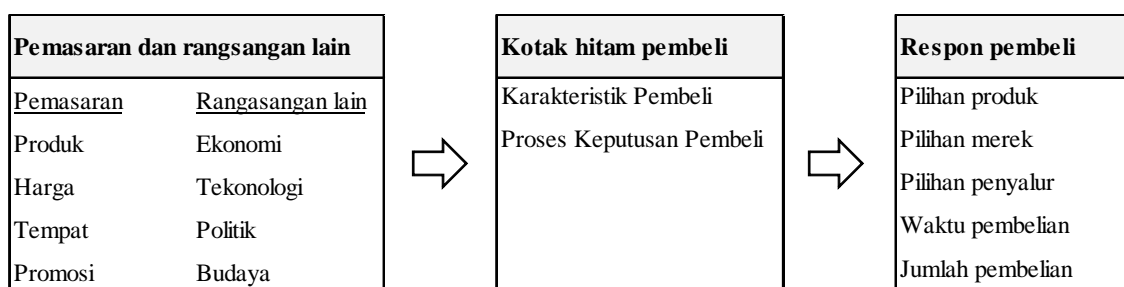 Pemasaran dan rangsangan lain
Pemasaran Rangasangan lain
Produk Ekonomi
Harga Tekonologi
Tempat Politik
Promosi Budaya
Kotak hitam pembeli
Karakteristik Pembeli
Proses Keputusan Pembeli
Respon pembeli
Pilihan produk
Pilihan merek
Pilihan penyalur
Waktu pembelian
Jumlah pembelian